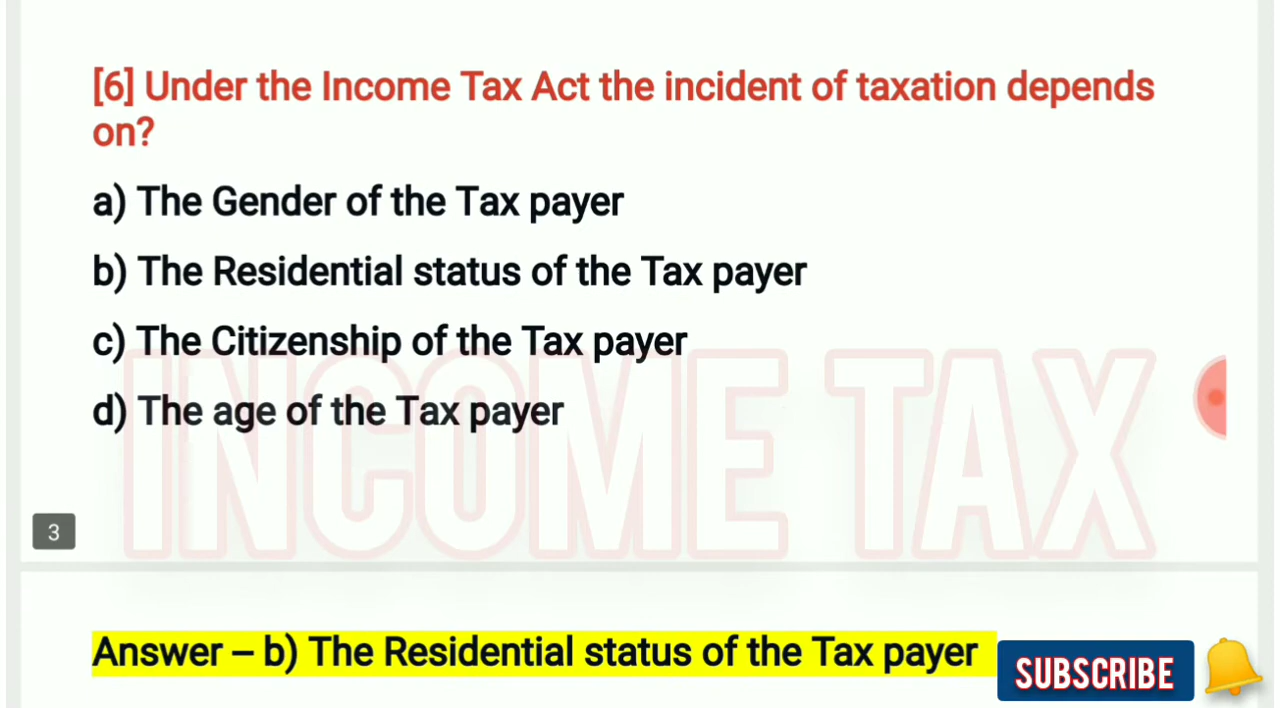 [6] Under the Income Tax Act the incident of taxation depends
on?
a) The Gender of the Tax payer
b) The Residential status of the Tax payer
c) The Citizenship of the Tax payer
d) The age of the Tax payer
INCOME TAX
3
Answer – b) The Residential status of the Tax payer
SUBSCRIBE